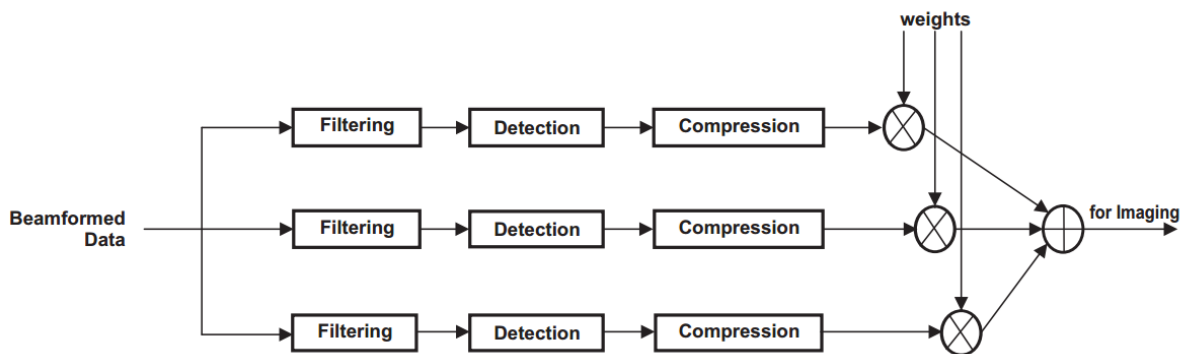 weights
Filtering
Detection
Compression
Beamformed
Data
Filtering
Detection
Compression
for Imaging
Filtering
Detection
Compression